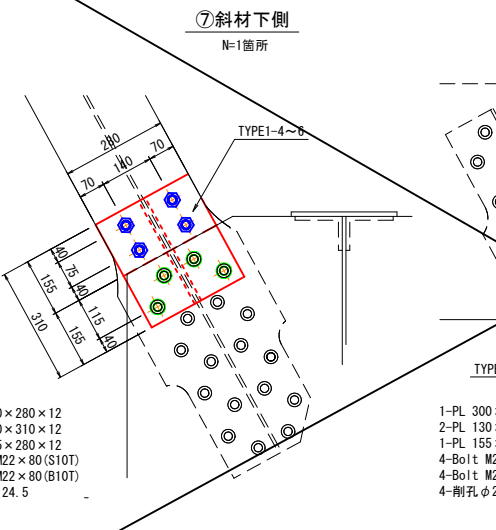 ⑦斜材下側
N=1箇所
TYPE1-4～6
280
70 140 70
40
75
40
155
310
115
155
40
0×280×12
0×310×12
5×280×12
M22×80(S10T)
M22×80(B10T)
24.5
TYPE
1-PL 300
2-PL 130
1-PL 155
4-Bolt M2
4-Bolt M2
4-削孔φ2